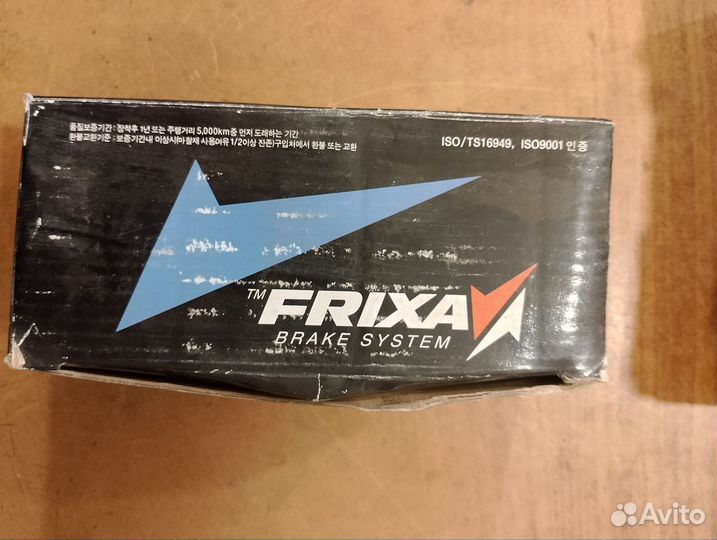 품질보증기간 : 장착후 1년 또는 주행거리 5,000km중 먼저 도래하는 기간
환불교환기준 : 보증기간내 이상시(마찰재 사용여유 1/2이상 잔존)구입처에서 환불 또는 교환
ISO/TS16949, ISO9001 인증
TM FRIXA
BRAKE SYSTEM
Avito